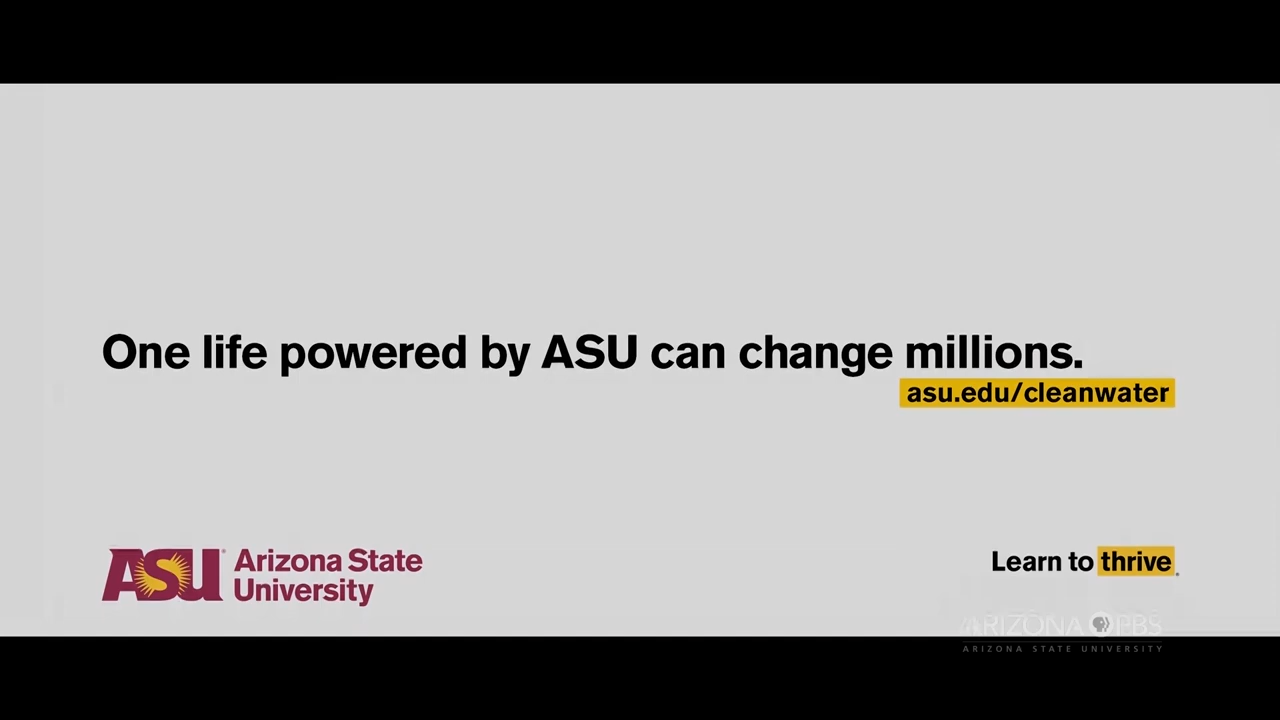 One life powered by ASU can change millions.
asu.edu/cleanwater
ASU® Arizona State
University
Learn to thrive®
ARIZONA PBS
ARIZONA STATE UNIVERSITY